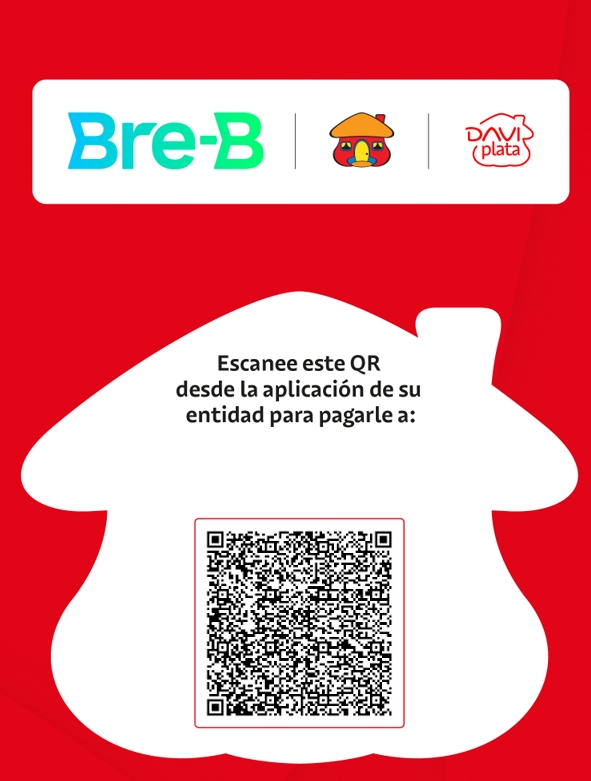 Bre-B
DAVI
plata
Escanee este QR
desde la aplicación de su
entidad para pagarle a: